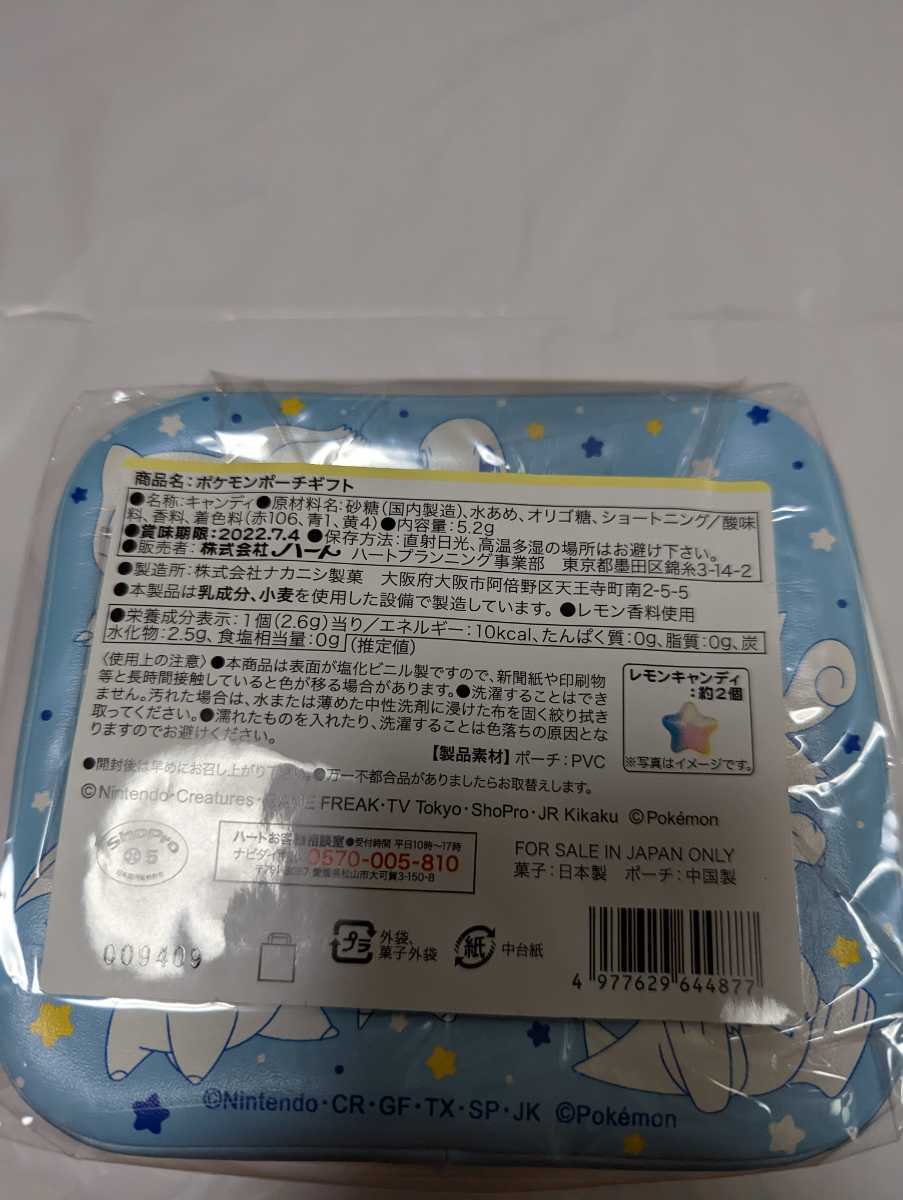 商品名：ポケモンポーチギフト
●名称：キャンディ●原材料名：砂糖（国内製造）、水あめ、オリゴ糖、ショートニング／酸味
料、香料、着色料（赤106、青1、黄4）●内容量：5.2g
●賞味期限：2022.7.4 ●保存方法：直射日光、高温多湿の場所はお避け下さい。
●販売者：株式会社ハート ハートプランニング事業部 東京都墨田区錦糸3-14-2
●製造所：株式会社ナカニシ製菓 大阪府大阪市阿倍野区天王寺町南2-5-5
●本製品は乳成分、小麦を使用した設備で製造しています。 ●レモン香料使用
●栄養成分表示：1個（2.6g）当り／エネルギー：10kcal、たんぱく質：0g、脂質：0g、炭
水化物：2.5g、食塩相当量：0g （推定値）
〈使用上の注意〉●本商品は表面が塩化ビニル製ですので、新聞紙や印刷物
等と長時間接触していると色が移る場合があります。●洗濯することはでき
ません。汚れた場合は、水または薄めた中性洗剤に浸けた布を固く絞り拭き
取ってください。●濡れたものを入れたり、洗濯することは色落ちの原因とな
りますのでお避けください。
【製品素材】ポーチ：PVC
レモンキャンディ
：約2個
※写真はイメージです。
●開封後は早めにお召し上がり下さい。●万一不都合品がありましたらお取替えします。
©Nintendo・Creatures・GAME FREAK・TV Tokyo・ShoPro・JR Kikaku ©Pokémon
ShoPro
5
ハートお客様相談室●受付時間 平日10時〜17時
ナビダイヤル 0570-005-810
愛媛県松山市大可賀3-150-8
FOR SALE IN JAPAN ONLY
菓子：日本製 ポーチ：中国製
009409
プラ
外袋、
菓子外袋
紙
中台紙
4 977629 644877
©Nintendo・CR・GF・TX・SP・JK ©Pokémon